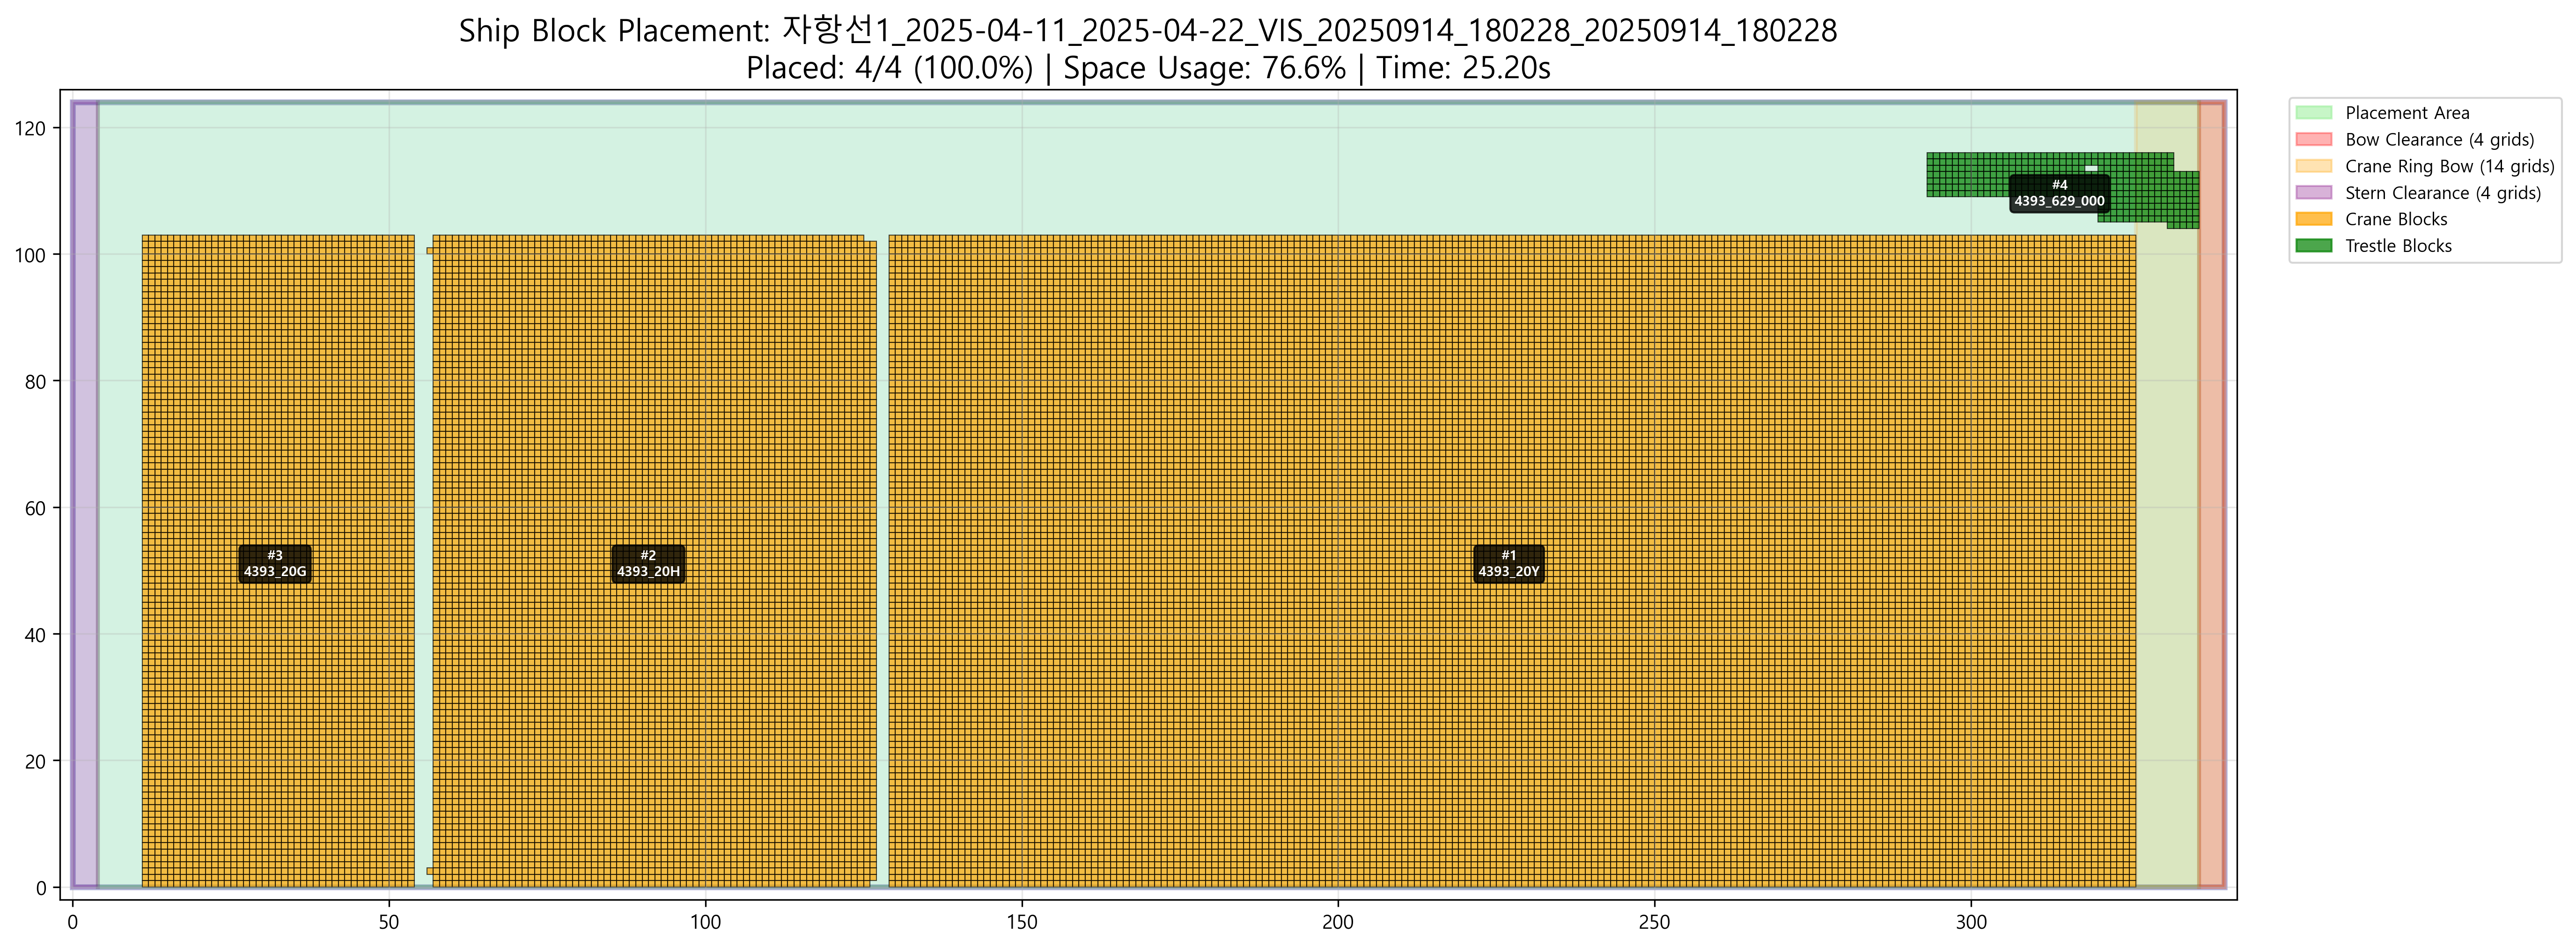 Ship Block Placement: 자항선1_2025-04-11_2025-04-22_VIS_20250914_180228_20250914_180228
Placed: 4/4 (100.0%) | Space Usage: 76.6% | Time: 25.20s
120
100
80
60
40
20
0
0
50
100
150
200
250
300
#3
4393_20G
#2
4393_20H
#1
4393_20Y
#4
4393_629_000
Placement Area
Bow Clearance (4 grids)
Crane Ring Bow (14 grids)
Stern Clearance (4 grids)
Crane Blocks
Trestle Blocks